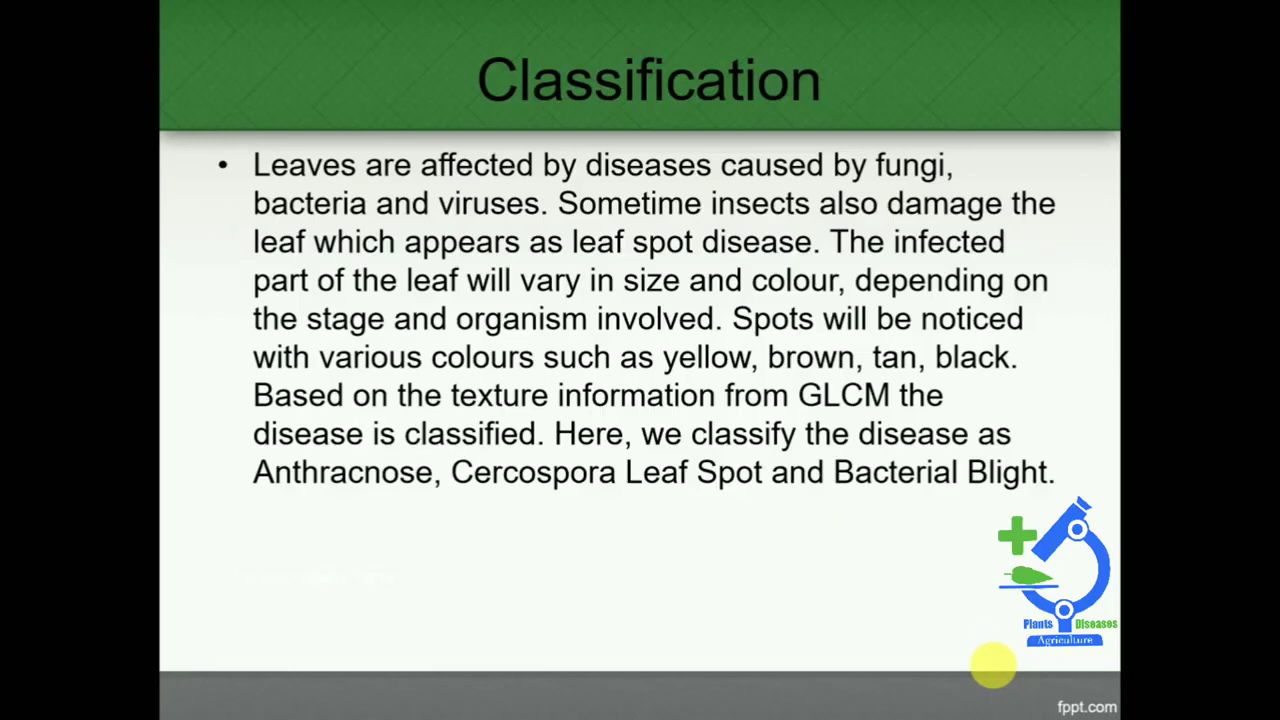 Classification
• Leaves are affected by diseases caused by fungi,
bacteria and viruses. Sometime insects also damage the
leaf which appears as leaf spot disease. The infected
part of the leaf will vary in size and colour, depending on
the stage and organism involved. Spots will be noticed
with various colours such as yellow, brown, tan, black.
Based on the texture information from GLCM the
disease is classified. Here, we classify the disease as
Anthracnose, Cercospora Leaf Spot and Bacterial Blight.
Plants Diseases
Agriculture
fppt.com